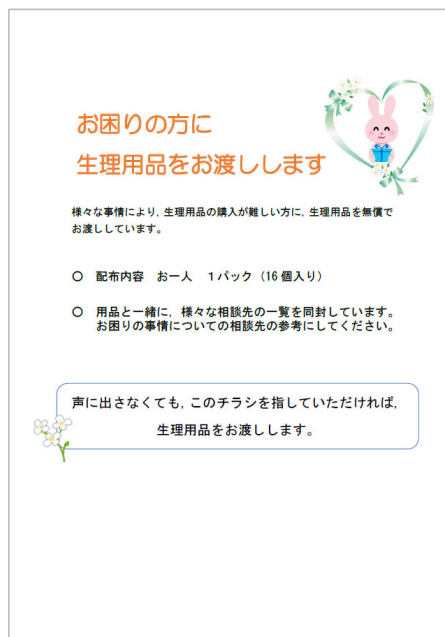 お困りの方に
生理用品をお渡しします
様々な事情により,生理用品の購入が難しい方に,生理用品を無償で
お渡ししています。
○ 配布内容 お一人 1パック(16個入り)
○ 用品と一緒に,様々な相談先の一覧を同封しています。
お困りの事情についての相談先の参考にしてください。
声に出さなくても,このチラシを指していただければ,
生理用品をお渡しします。